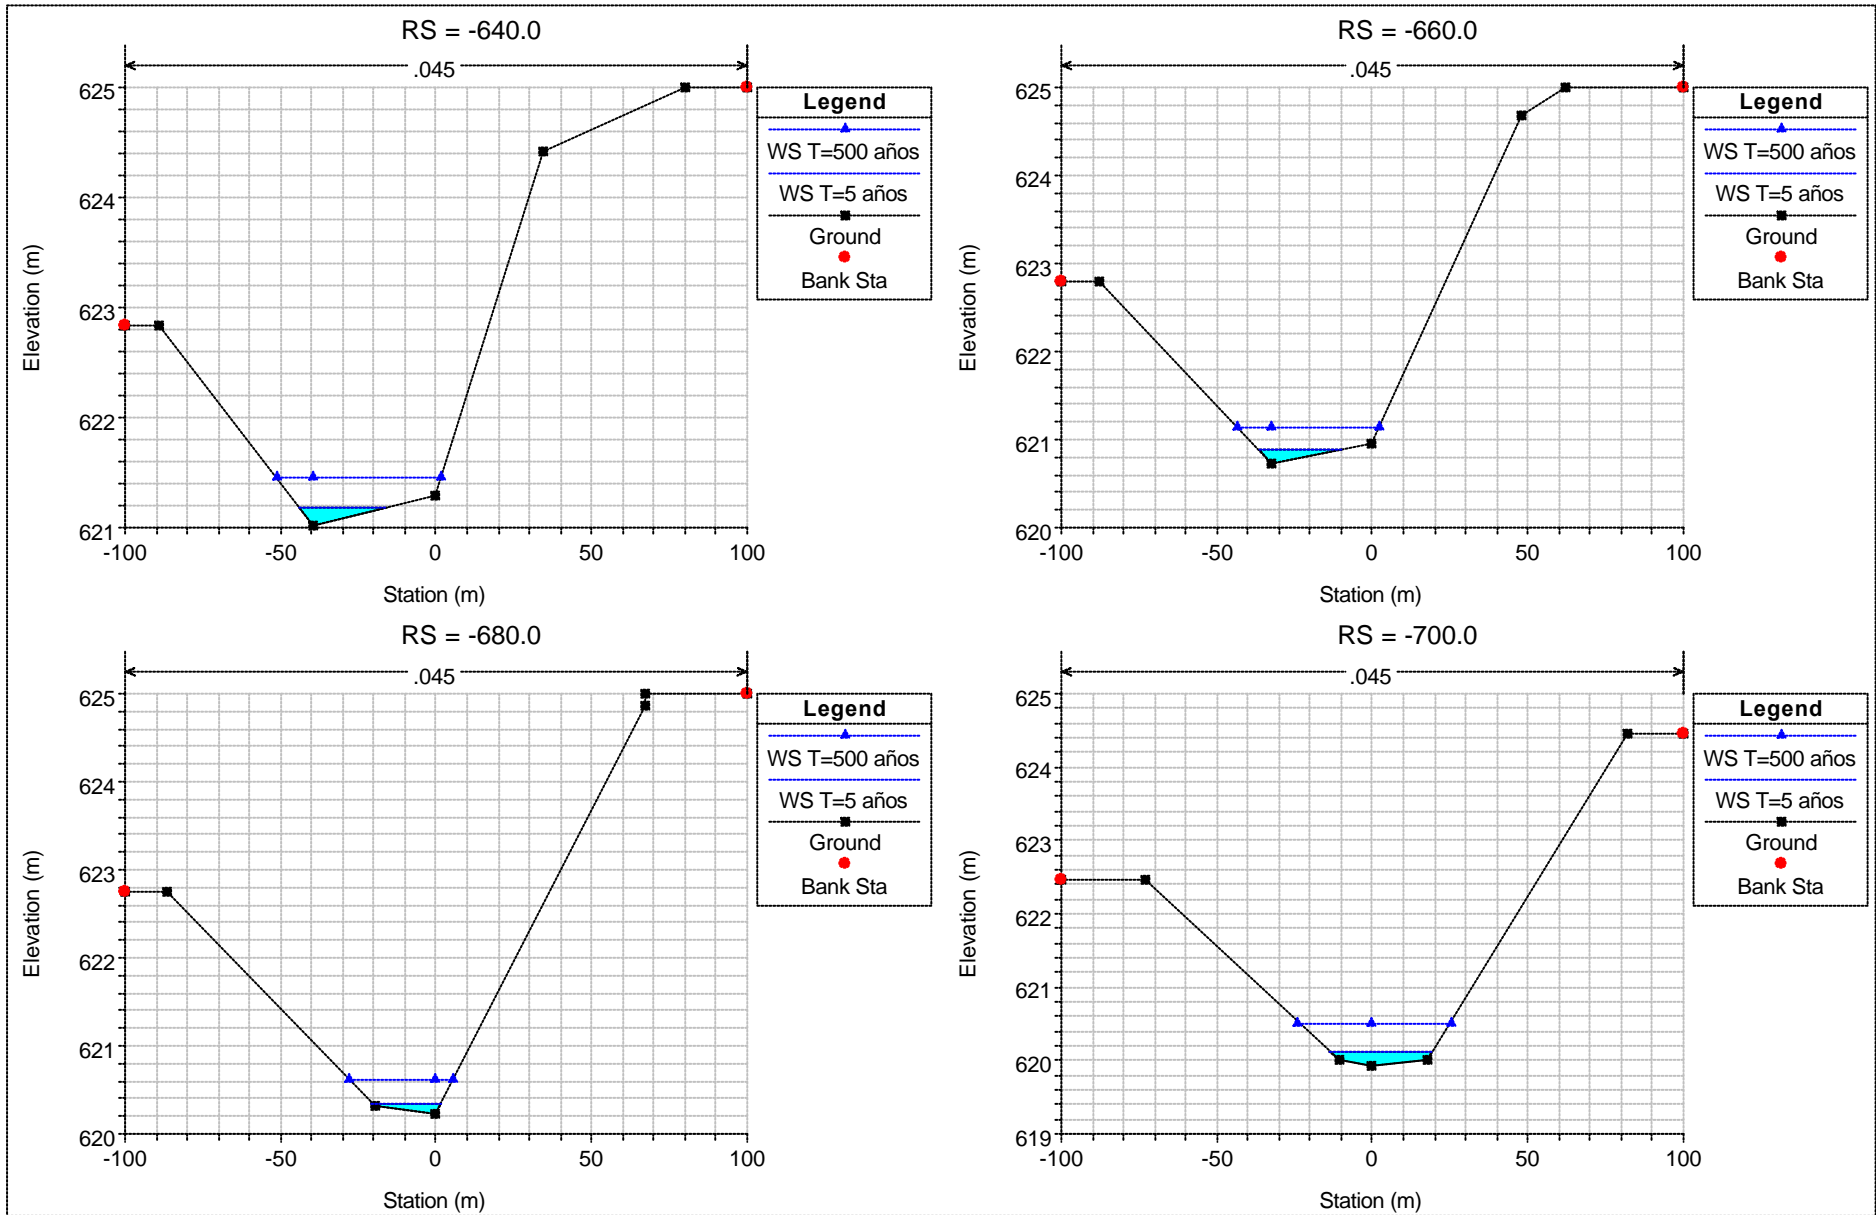 RS = -640.0
.045
625
624
623
622
621
-100
-50
0
50
100
Elevation (m)
Station (m)
Legend
WS T=500 años
WS T=5 años
Ground
Bank Sta
RS = -660.0
.045
625
624
623
622
621
620
-100
-50
0
50
100
Elevation (m)
Station (m)
Legend
WS T=500 años
WS T=5 años
Ground
Bank Sta
RS = -680.0
.045
625
624
623
622
621
620
-100
-50
0
50
100
Elevation (m)
Station (m)
Legend
WS T=500 años
WS T=5 años
Ground
Bank Sta
RS = -700.0
.045
625
624
623
622
621
620
619
-100
-50
0
50
100
Elevation (m)
Station (m)
Legend
WS T=500 años
WS T=5 años
Ground
Bank Sta